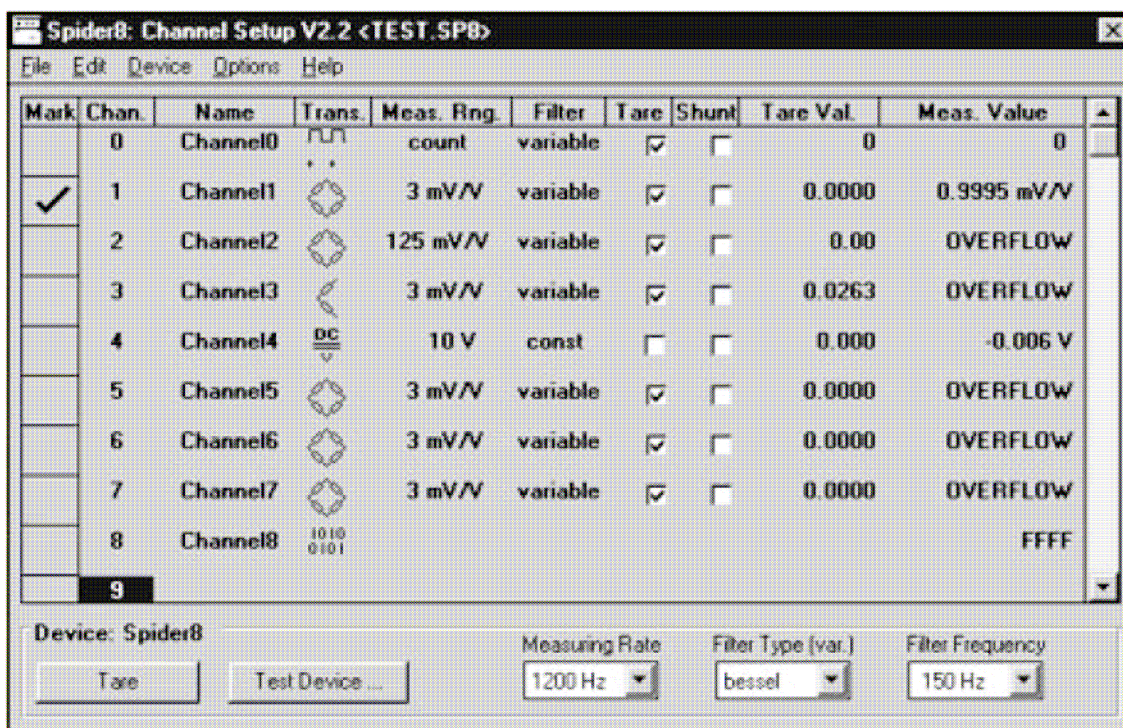 Spider8: Channel Setup V2.2 <TEST.SP8>
File Edit Device Options Help
Mark Chan. Name Trans. Meas. Rng. Filter Tare Shunt Tare Val. Meas. Value
0 Channel0 count variable 0 0
1 Channel1 3 mV/V variable 0.0000 0.9995 mV/V
2 Channel2 125 mV/V variable 0.00 OVERFLOW
3 Channel3 3 mV/V variable 0.0263 OVERFLOW
4 Channel4 DC V 10 V const 0.000 -0.006 V
5 Channel5 3 mV/V variable 0.0000 OVERFLOW
6 Channel6 3 mV/V variable 0.0000 OVERFLOW
7 Channel7 3 mV/V variable 0.0000 OVERFLOW
8 Channel8 1010 0101 FFFF
9
Device: Spider8
Measuring Rate Filter Type (var.) Filter Frequency
Tare Test Device ... 1200 Hz bessel 150 Hz